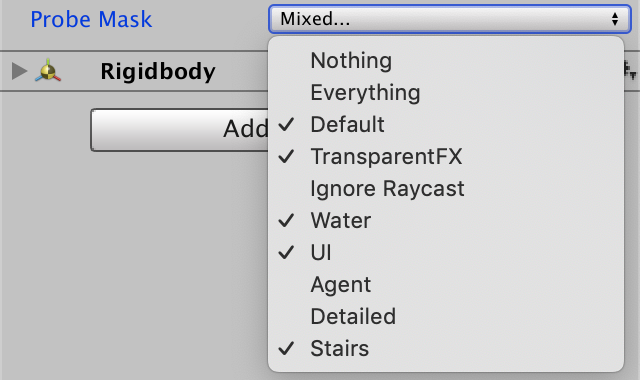 Probe Mask
Mixed...
Rigidbody
Add
Nothing
Everything
Default
TransparentFX
Ignore Raycast
Water
UI
Agent
Detailed
Stairs